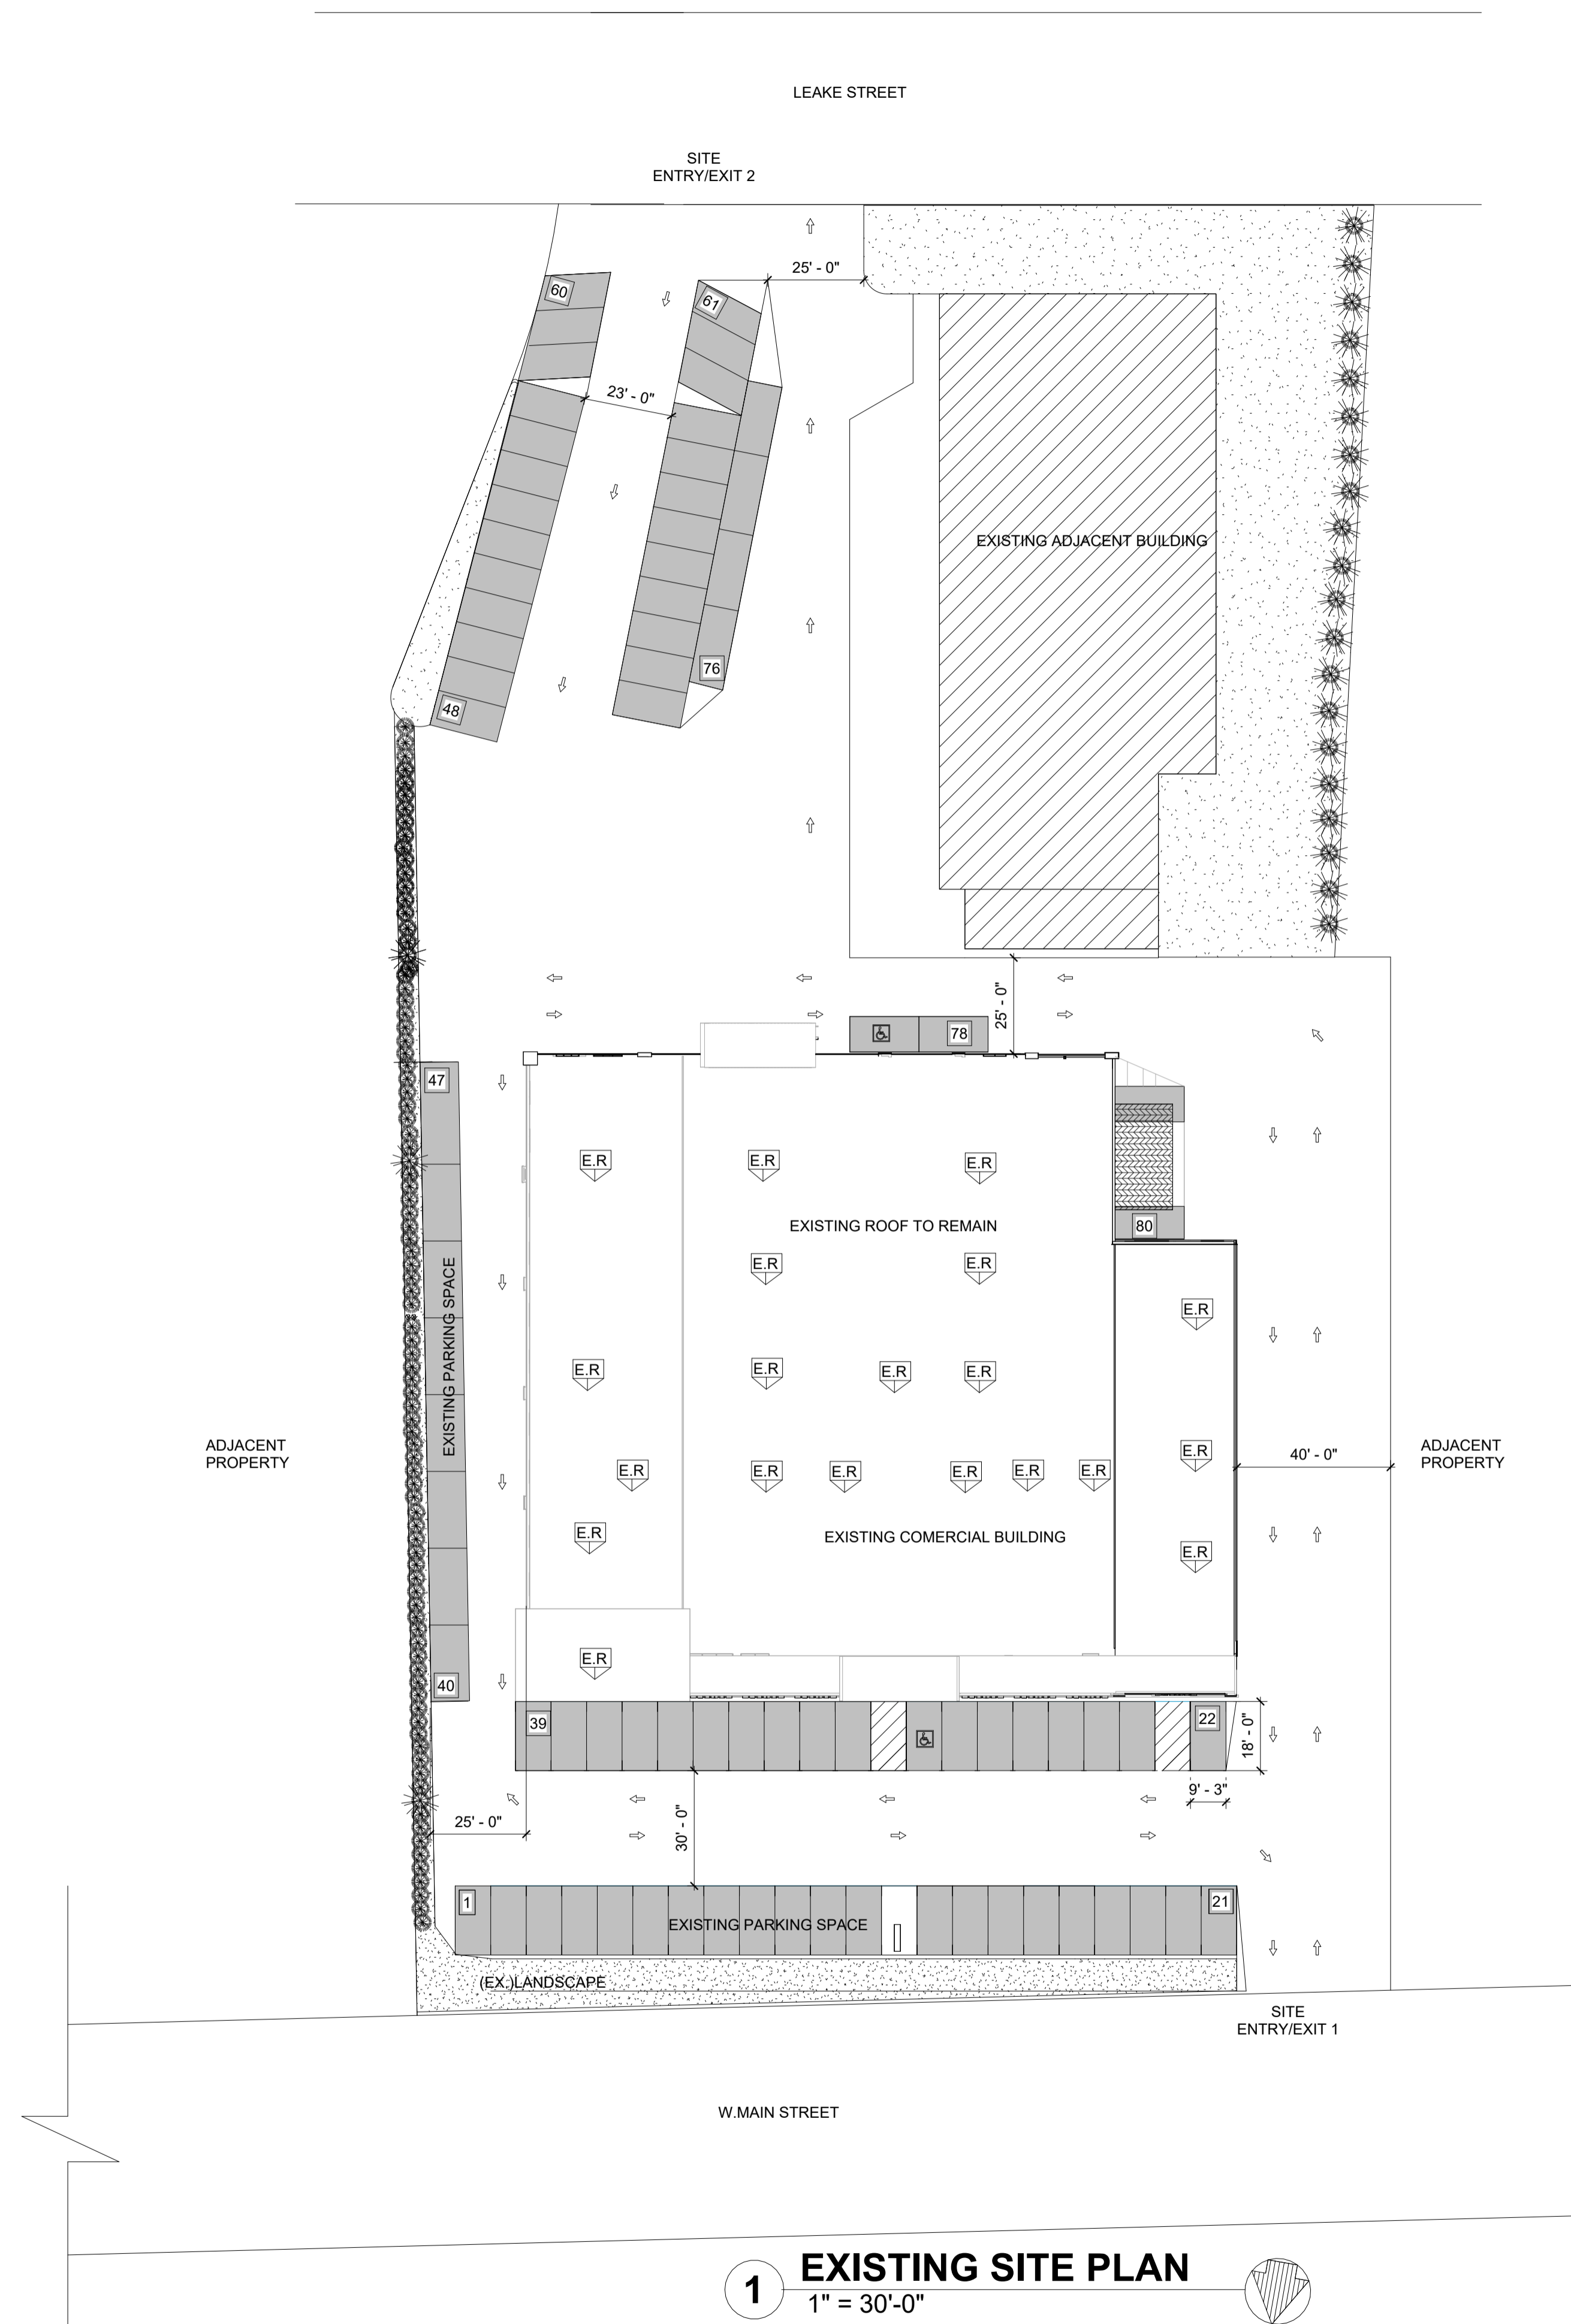 LEAKE STREET
SITE
ENTRY/EXIT 2
25' - 0"
60
61
23' - 0"
EXISTING ADJACENT BUILDING
76
48
25' - 0"
78
47
E.R
E.R
E.R
80
EXISTING ROOF TO REMAIN
E.R
E.R
E.R
EXISTING PARKING SPACE
E.R
E.R
E.R
E.R
ADJACENT
PROPERTY
E.R
40' - 0"
ADJACENT
PROPERTY
E.R
E.R
E.R
E.R
E.R
E.R
E.R
EXISTING COMERCIAL BUILDING
E.R
E.R
40
39
22
18' - 0"
9' - 3"
25' - 0"
30' - 0"
1
21
EXISTING PARKING SPACE
(EX.)LANDSCAPE
SITE
ENTRY/EXIT 1
W.MAIN STREET
1
EXISTING SITE PLAN
1" = 30'-0"